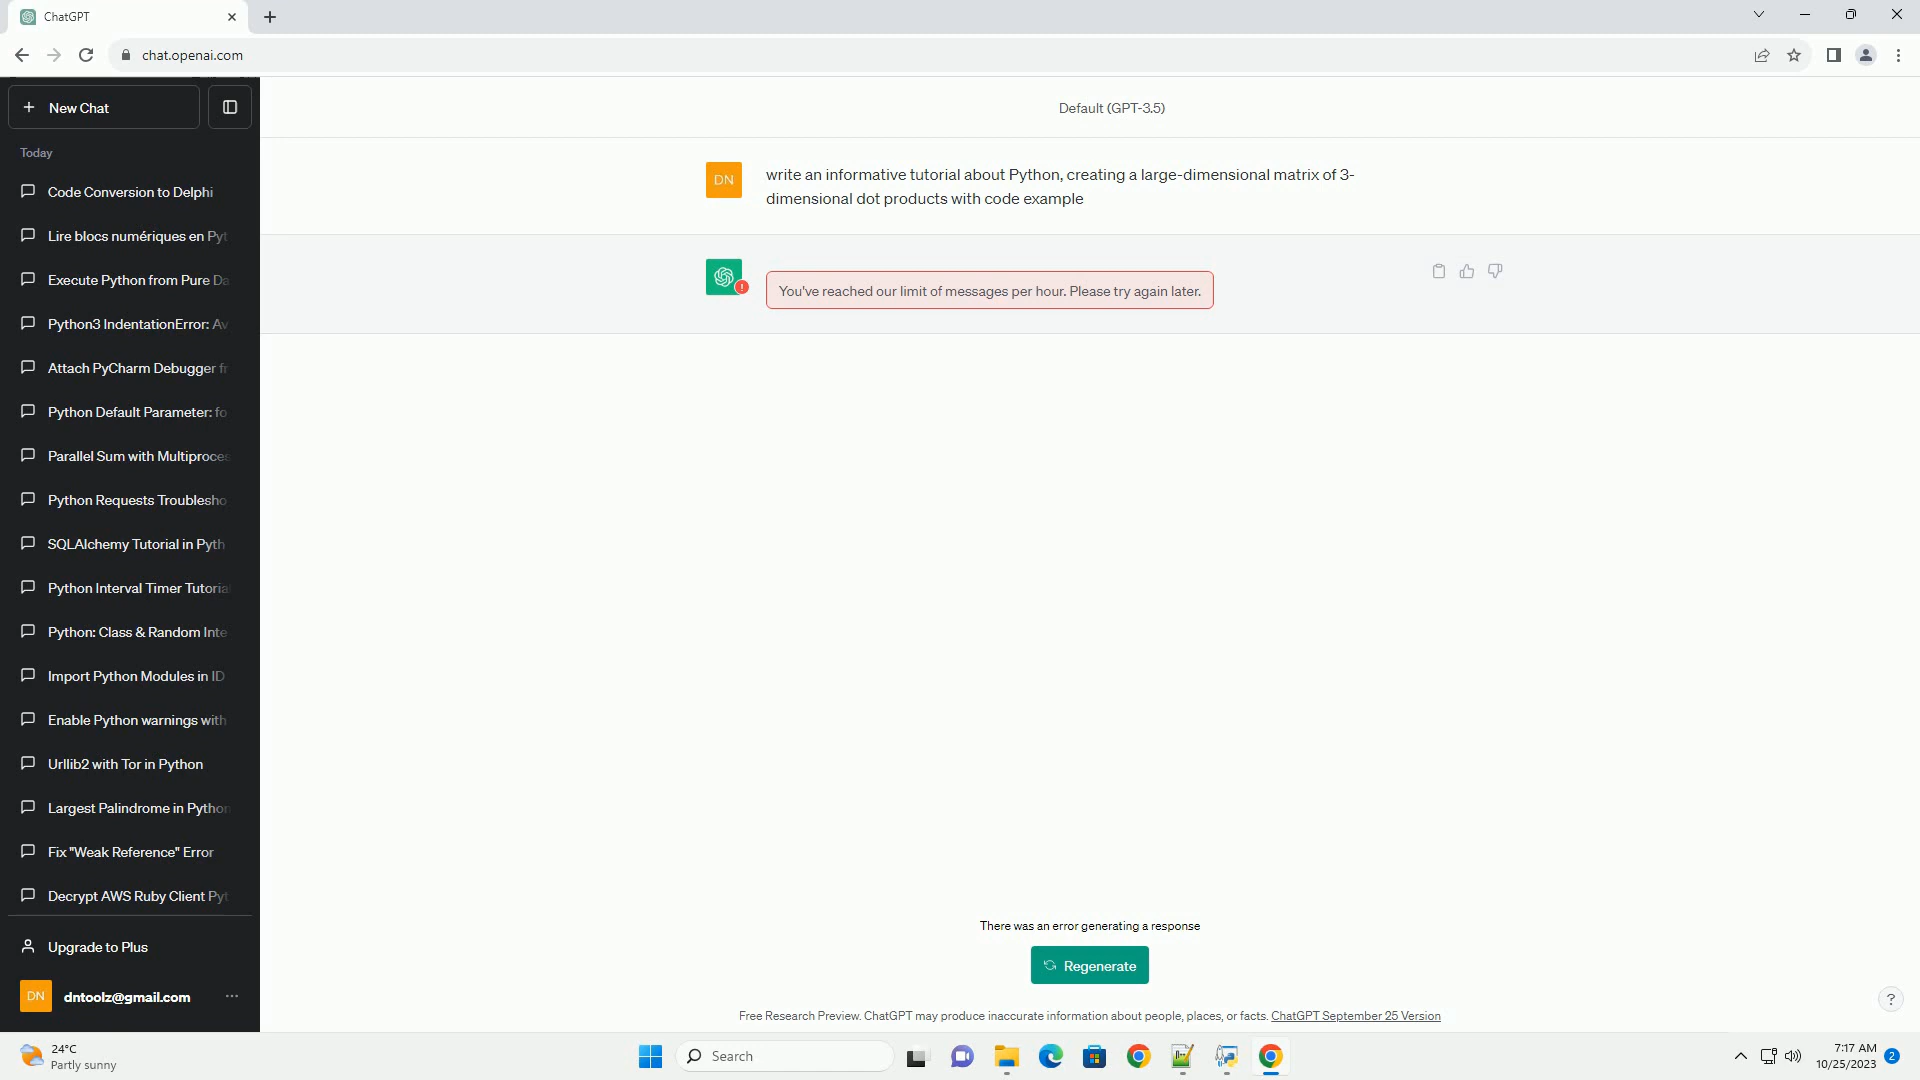 ChatGPT
chat.openai.com
New Chat
Today
Code Conversion to Delphi
Lire blocs numériques en Pyt
Execute Python from Pure Da
Python3 IndentationError: Av
Attach PyCharm Debugger fr
Python Default Parameter: fo
Parallel Sum with Multiproces
Python Requests Troublesho
SQLAlchemy Tutorial in Pyth
Python Interval Timer Tutorial
Python: Class & Random Inte
Import Python Modules in ID
Enable Python warnings with
Urllib2 with Tor in Python
Largest Palindrome in Python
Fix "Weak Reference" Error
Decrypt AWS Ruby Client Pyt
Upgrade to Plus
DN
dntoolz@gmail.com
Default (GPT-3.5)
DN
write an informative tutorial about Python, creating a large-dimensional matrix of 3-
dimensional dot products with code example
You've reached our limit of messages per hour. Please try again later.
There was an error generating a response
Regenerate
Free Research Preview. ChatGPT may produce inaccurate information about people, places, or facts. ChatGPT September 25 Version
?
24°C
Partly sunny
Search
7:17 AM
10/25/2023
2